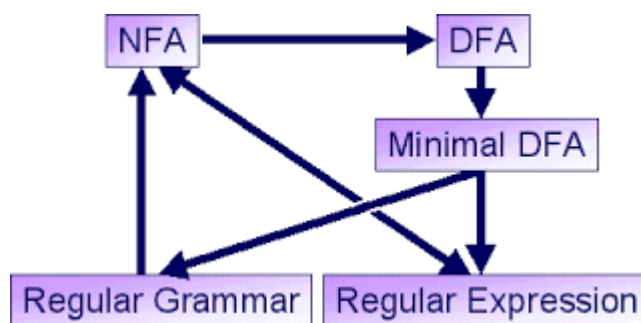 NFA
DFA
Minimal DFA
Regular Grammar
Regular Expression